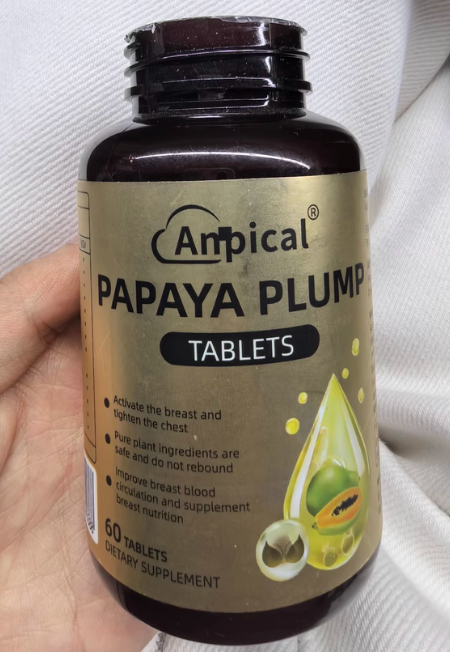 Anpical®
PAPAYA PLUMP
TABLETS
Activate the breast and
tighten the chest
Pure plant ingredients are
safe and do not rebound
Improve breast blood
circulation and supplement
breast nutrition
60 TABLETS
DIETARY SUPPLEMENT